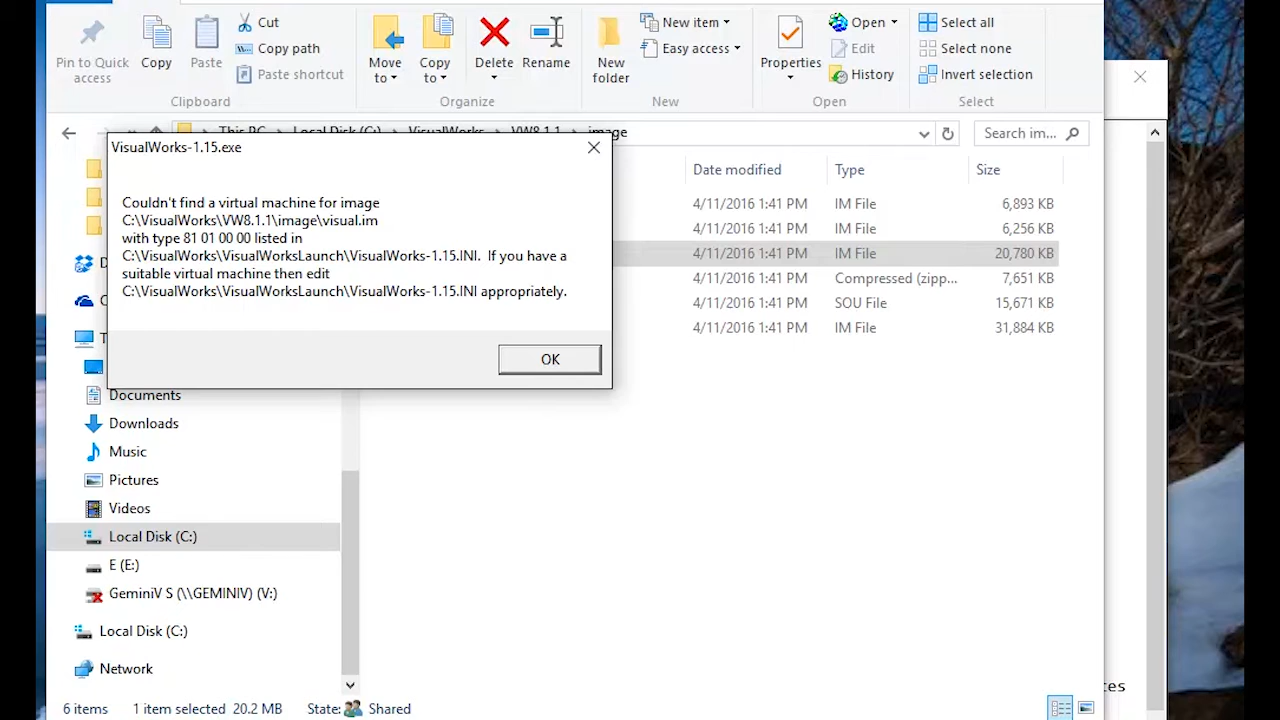 Pin to Quick access
Copy
Paste
Cut
Copy path
Paste shortcut
Move to
Copy to
Delete
Rename
New folder
New item
Easy access
Properties
Open
Edit
History
Select all
Select none
Invert selection
Clipboard
Organize
New
Open
Select
This PC
Local Disk (C:)
VisualWorks
VW8.1.1
image
Search im...
VisualWorks-1.15.exe
Couldn't find a virtual machine for image
C:\VisualWorks\VW8.1.1\image\visual.im
with type 81 01 00 00 listed in
C:\VisualWorks\VisualWorksLaunch\VisualWorks-1.15.INI. If you have a
suitable virtual machine then edit
C:\VisualWorks\VisualWorksLaunch\VisualWorks-1.15.INI appropriately.
OK
Date modified
Type
Size
4/11/2016 1:41 PM IM File 6,893 KB
4/11/2016 1:41 PM IM File 6,256 KB
4/11/2016 1:41 PM IM File 20,780 KB
4/11/2016 1:41 PM Compressed (zipp... 7,651 KB
4/11/2016 1:41 PM SOU File 15,671 KB
4/11/2016 1:41 PM IM File 31,884 KB
Documents
Downloads
Music
Pictures
Videos
Local Disk (C:)
E (E:)
GeminiV S (\\GEMINIV) (V:)
Local Disk (C:)
Network
6 items
1 item selected 20.2 MB
State: Shared